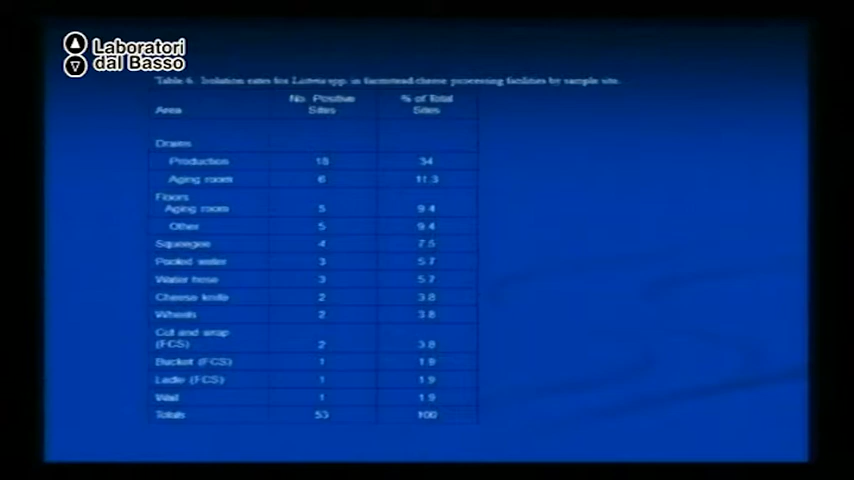 Laboratori
dal Basso
Table 6. Isolation rates for Listeria spp. in farmstead cheese processing facilities by sample site.
Area No. Positive Sites % of Total Sites
Drains
Production 18 34
Aging room 6 11.3
Floors
Aging room 5 9.4
Other 5 9.4
Squeegee 4 7.5
Pooled water 3 5.7
Water hose 3 5.7
Cheese knife 2 3.8
Wheels 2 3.8
Cut and wrap
(FCS) 2 3.8
Bucket (FCS) 1 1.9
Ladle (FCS) 1 1.9
Wall 1 1.9
Totals 53 100